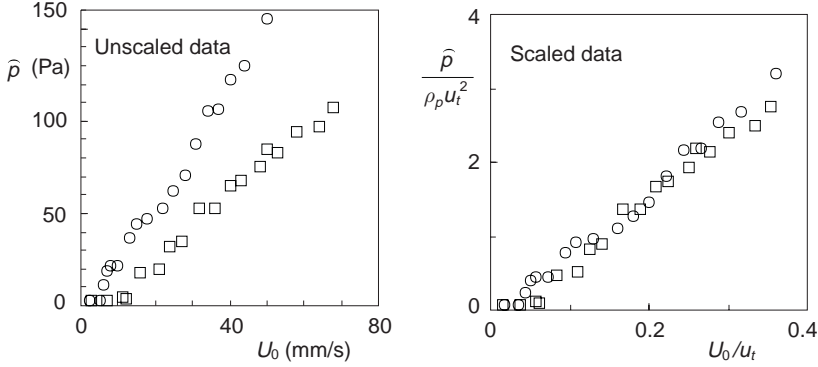 150
Unscaled data
p̂ (Pa)
100
50
0
0 40 80
U₀ (mm/s)
4
Scaled data
p̂
ρₚuₜ²
2
0
0 0.2 0.4
U₀/uₜ